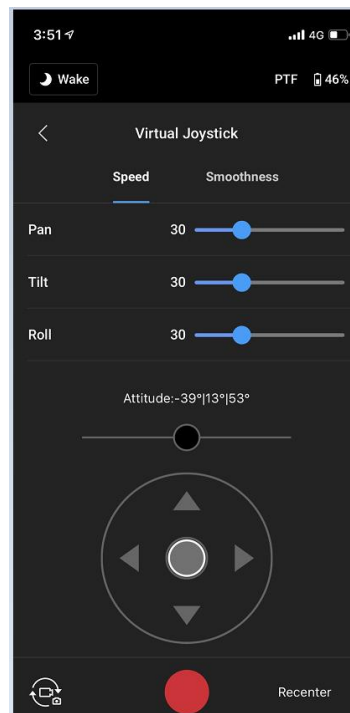 3:51 4G
Wake PTF 46%
Virtual Joystick
Speed Smoothness
Pan 30
Tilt 30
Roll 30
Attitude:-39°|13°|53°
Recenter